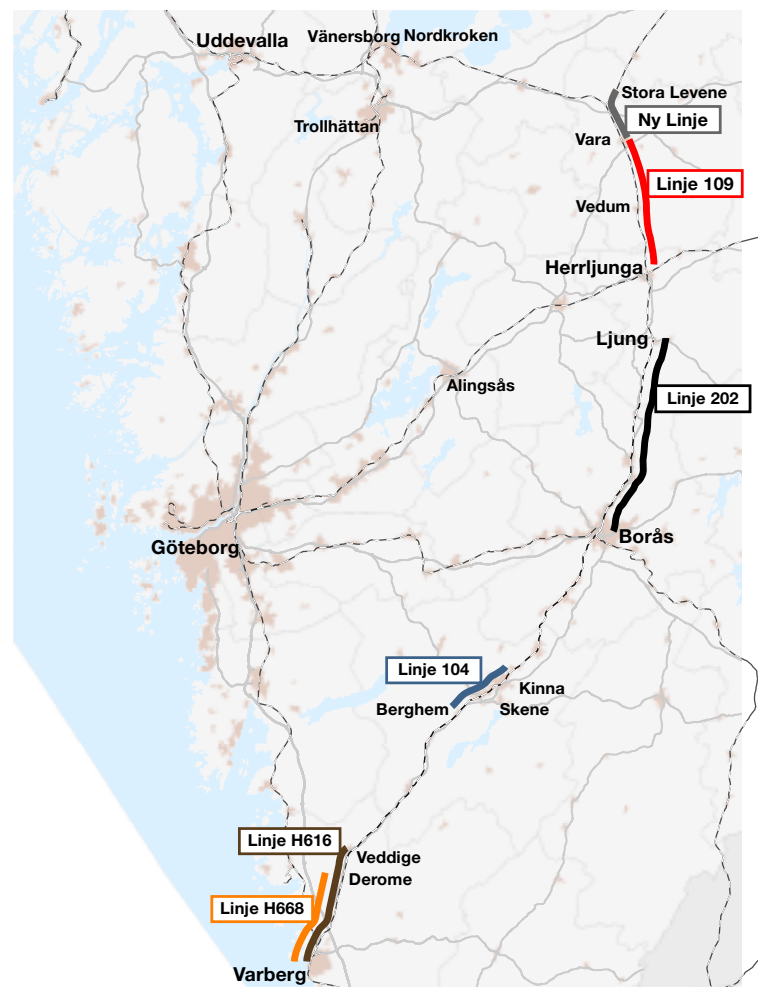 Uddevalla
Vänersborg Nordkroken
Stora Levene
Ny Linje
Trollhättan
Vara
Linje 109
Vedum
Herrljunga
Ljung
Alingsås
Linje 202
Borås
Göteborg
Linje 104
Kinna
Berghem
Skene
Linje H616
Veddige
Derome
Linje H668
Varberg